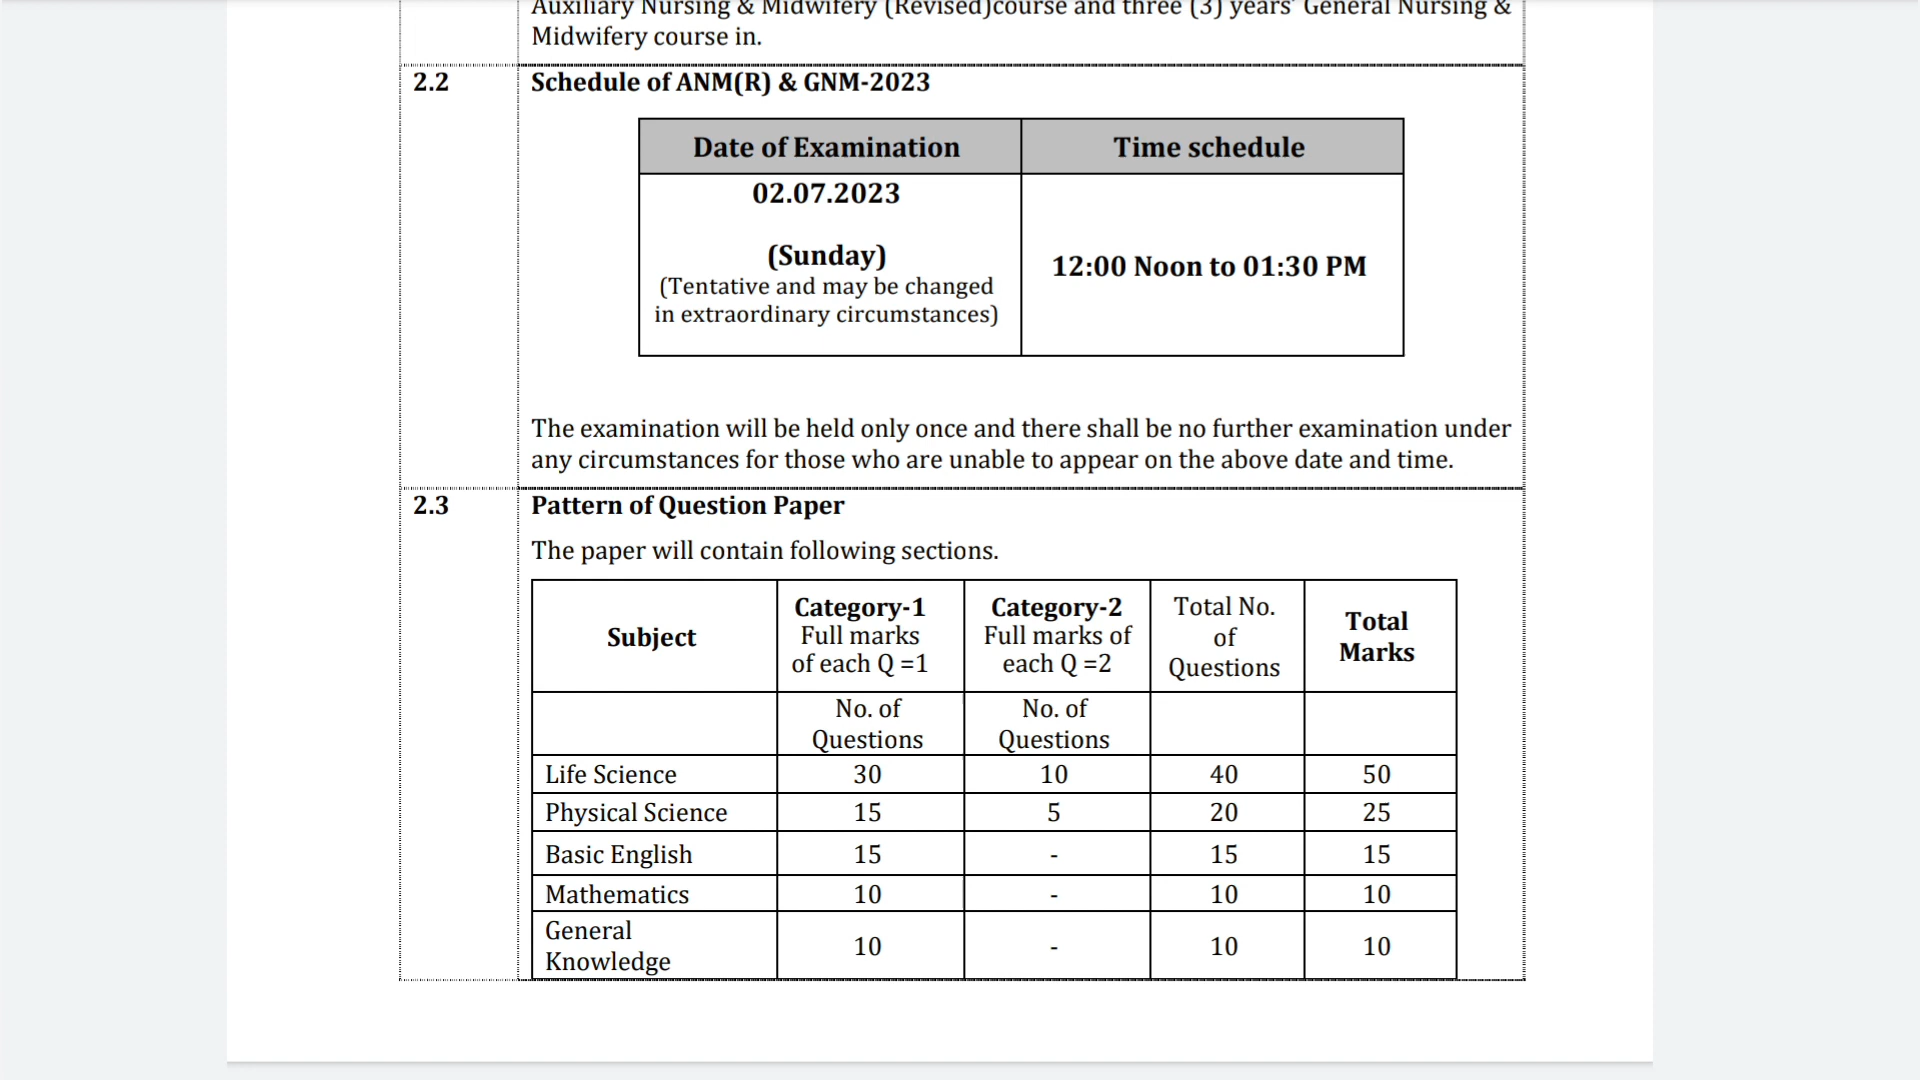 Auxiliary Nursing & Midwifery (Revised)course and three (3) years' General Nursing &
Midwifery course in.
2.2 Schedule of ANM(R) & GNM-2023
Date of Examination Time schedule
02.07.2023
(Sunday)
(Tentative and may be changed
in extraordinary circumstances)
12:00 Noon to 01:30 PM
The examination will be held only once and there shall be no further examination under
any circumstances for those who are unable to appear on the above date and time.
2.3 Pattern of Question Paper
The paper will contain following sections.
Subject
Category-1
Full marks
of each Q =1
Category-2
Full marks of
each Q =2
Total No.
of
Questions
Total
Marks
No. of
Questions
No. of
Questions
Life Science 30 10 40 50
Physical Science 15 5 20 25
Basic English 15 - 15 15
Mathematics 10 - 10 10
General
Knowledge
10 - 10 10